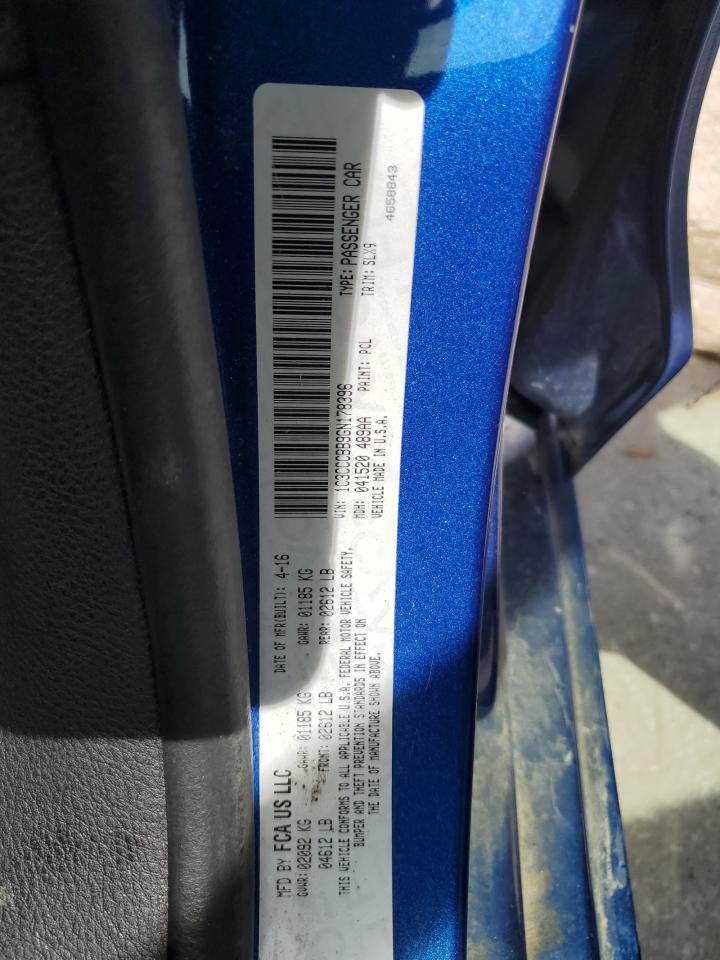 MFD BY FCA US LLC
DATE OF MFR(BUILT): 4-16
GVWR: 02092 KG
GAWR: 01185 KG
GAWR: 01185 KG
04612 LB
FRONT: 02612 LB
REAR: 02612 LB
THIS VEHICLE CONFORMS TO ALL APPLICABLE U.S.A. FEDERAL MOTOR VEHICLE SAFETY,
BUMPER AND THEFT PREVENTION STANDARDS IN EFFECT ON
THE DATE OF MANUFACTURE SHOWN ABOVE.
VIN: 1C3CCCBB9GN178396
TYPE: PASSENGER CAR
MDH: 041520 489AA
PAINT: PCL
TRIM: SLX9
VEHICLE MADE IN U.S.A.
4658843